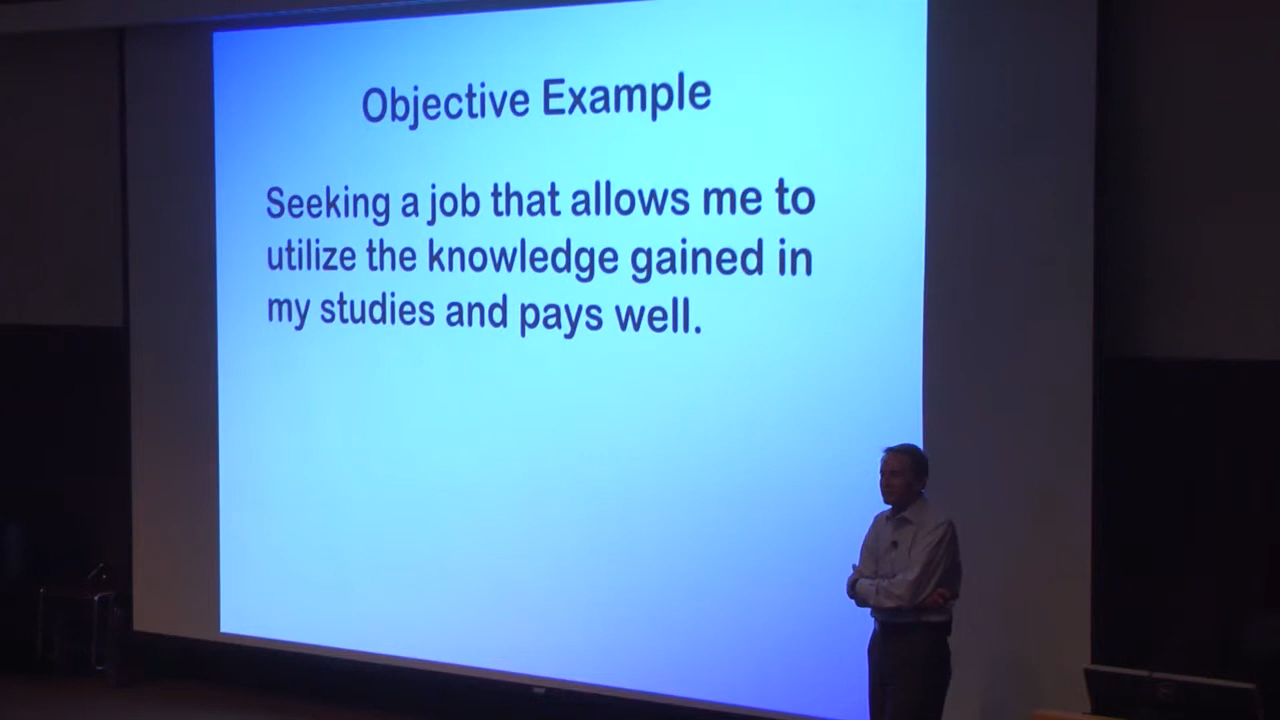 Objective Example
Seeking a job that allows me to
utilize the knowledge gained in
my studies and pays well.